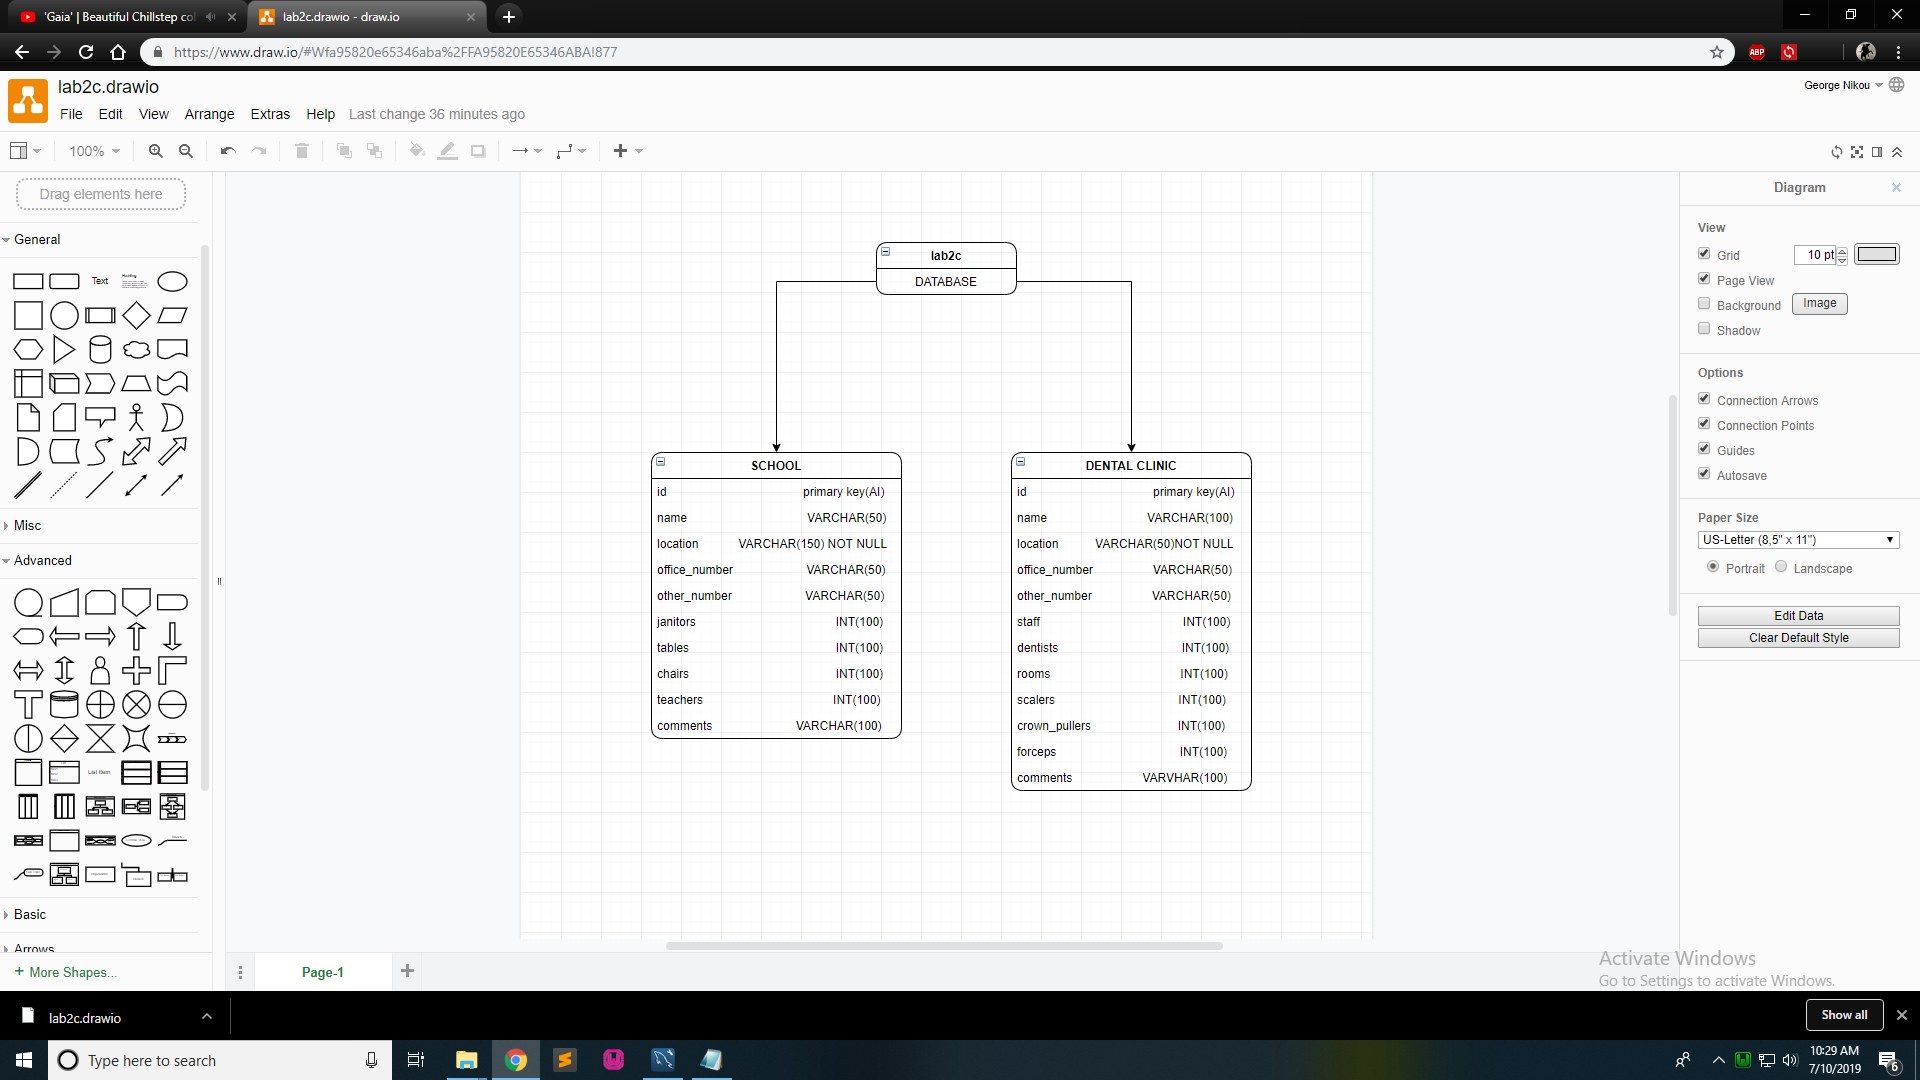 'Gaia' | Beautiful Chillstep col
lab2c.drawio - draw.io
https://www.draw.io/#Wfa95820e65346aba%2FFA95820E65346ABA!877
ABP
lab2c.drawio
George Nikou
File Edit View Arrange Extras Help Last change 36 minutes ago
100%
Drag elements here
General
Text
Heading
Misc
Advanced
List Item
Basic
Arrows
+ More Shapes...
lab2c
DATABASE
SCHOOL
id primary key(AI)
name VARCHAR(50)
location VARCHAR(150) NOT NULL
office_number VARCHAR(50)
other_number VARCHAR(50)
janitors INT(100)
tables INT(100)
chairs INT(100)
teachers INT(100)
comments VARCHAR(100)
DENTAL CLINIC
id primary key(AI)
name VARCHAR(100)
location VARCHAR(50)NOT NULL
office_number VARCHAR(50)
other_number VARCHAR(50)
staff INT(100)
dentists INT(100)
rooms INT(100)
scalers INT(100)
crown_pullers INT(100)
forceps INT(100)
comments VARVHAR(100)
Page-1
Diagram
View
Grid 10 pt
Page View
Background Image
Shadow
Options
Connection Arrows
Connection Points
Guides
Autosave
Paper Size
US-Letter (8,5" x 11")
Portrait Landscape
Edit Data
Clear Default Style
Activate Windows
Go to Settings to activate Windows.
lab2c.drawio
Show all
Type here to search
10:29 AM
7/10/2019
6